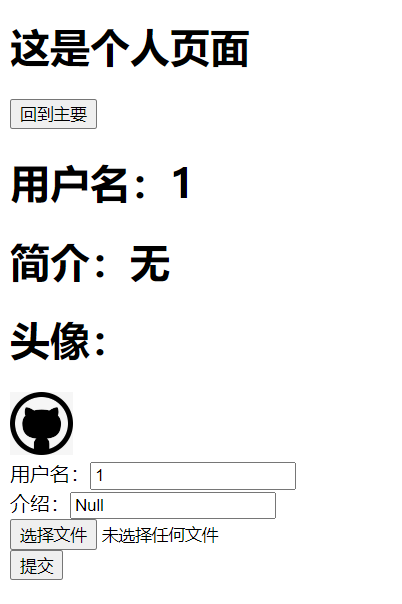 这是个人页面
回到主要
用户名：1
简介：无
头像：
用户名：1
介绍：Null
选择文件 未选择任何文件
提交